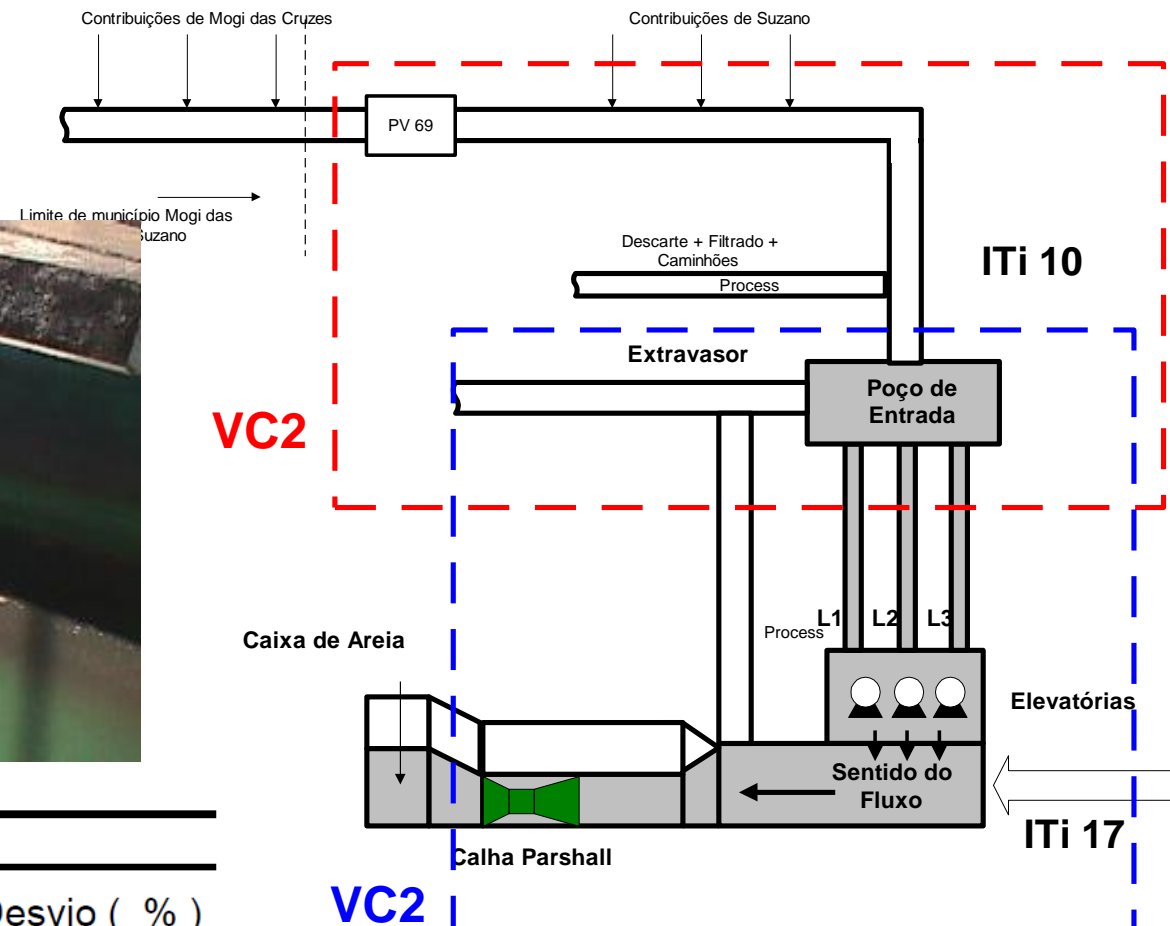 Contribuições de Mogi das Cruzes
Contribuições de Suzano
PV 69
Limite de município Mogi das
Suzano
Descarte + Filtrado +
Caminhões
Process
ITi 10
Extravasor
Poço de
Entrada
VC2
L1
L2
L3
Process
Caixa de Areia
Elevatórias
Sentido do
Fluxo
ITi 17
Calha Parshall
VC2
Desvio ( % )